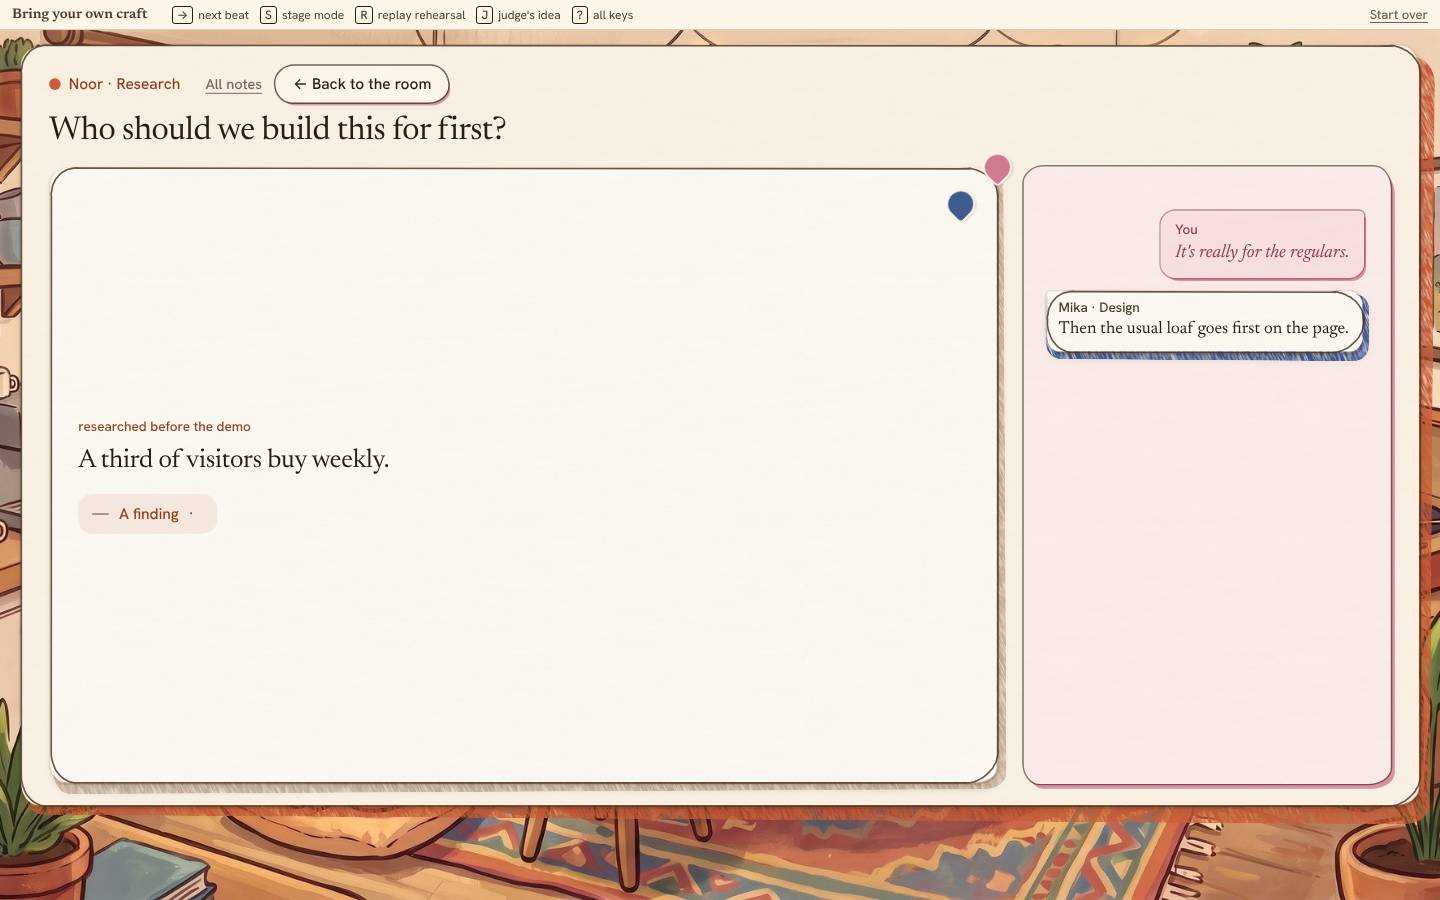 Bring your own craft → next beat S stage mode R replay rehearsal J judge's idea ? all keys Start over
Noor · Research All notes ← Back to the room
Who should we build this for first?
researched before the demo
A third of visitors buy weekly.
— A finding ·
You
It's really for the regulars.
Mika · Design
Then the usual loaf goes first on the page.